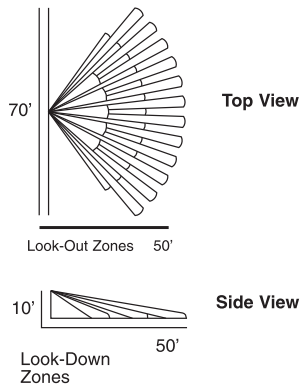 70'
Top View
Look-Out Zones 50'
10'
Side View
50'
Look-Down
Zones